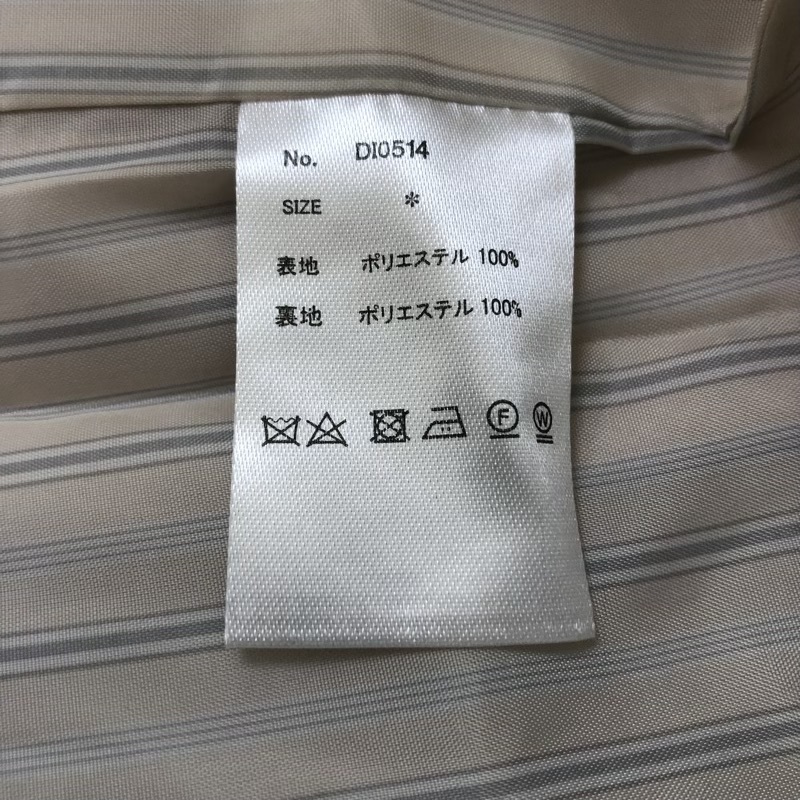 No. DI0514
SIZE *
表地 ポリエステル 100%
裏地 ポリエステル 100%
F W